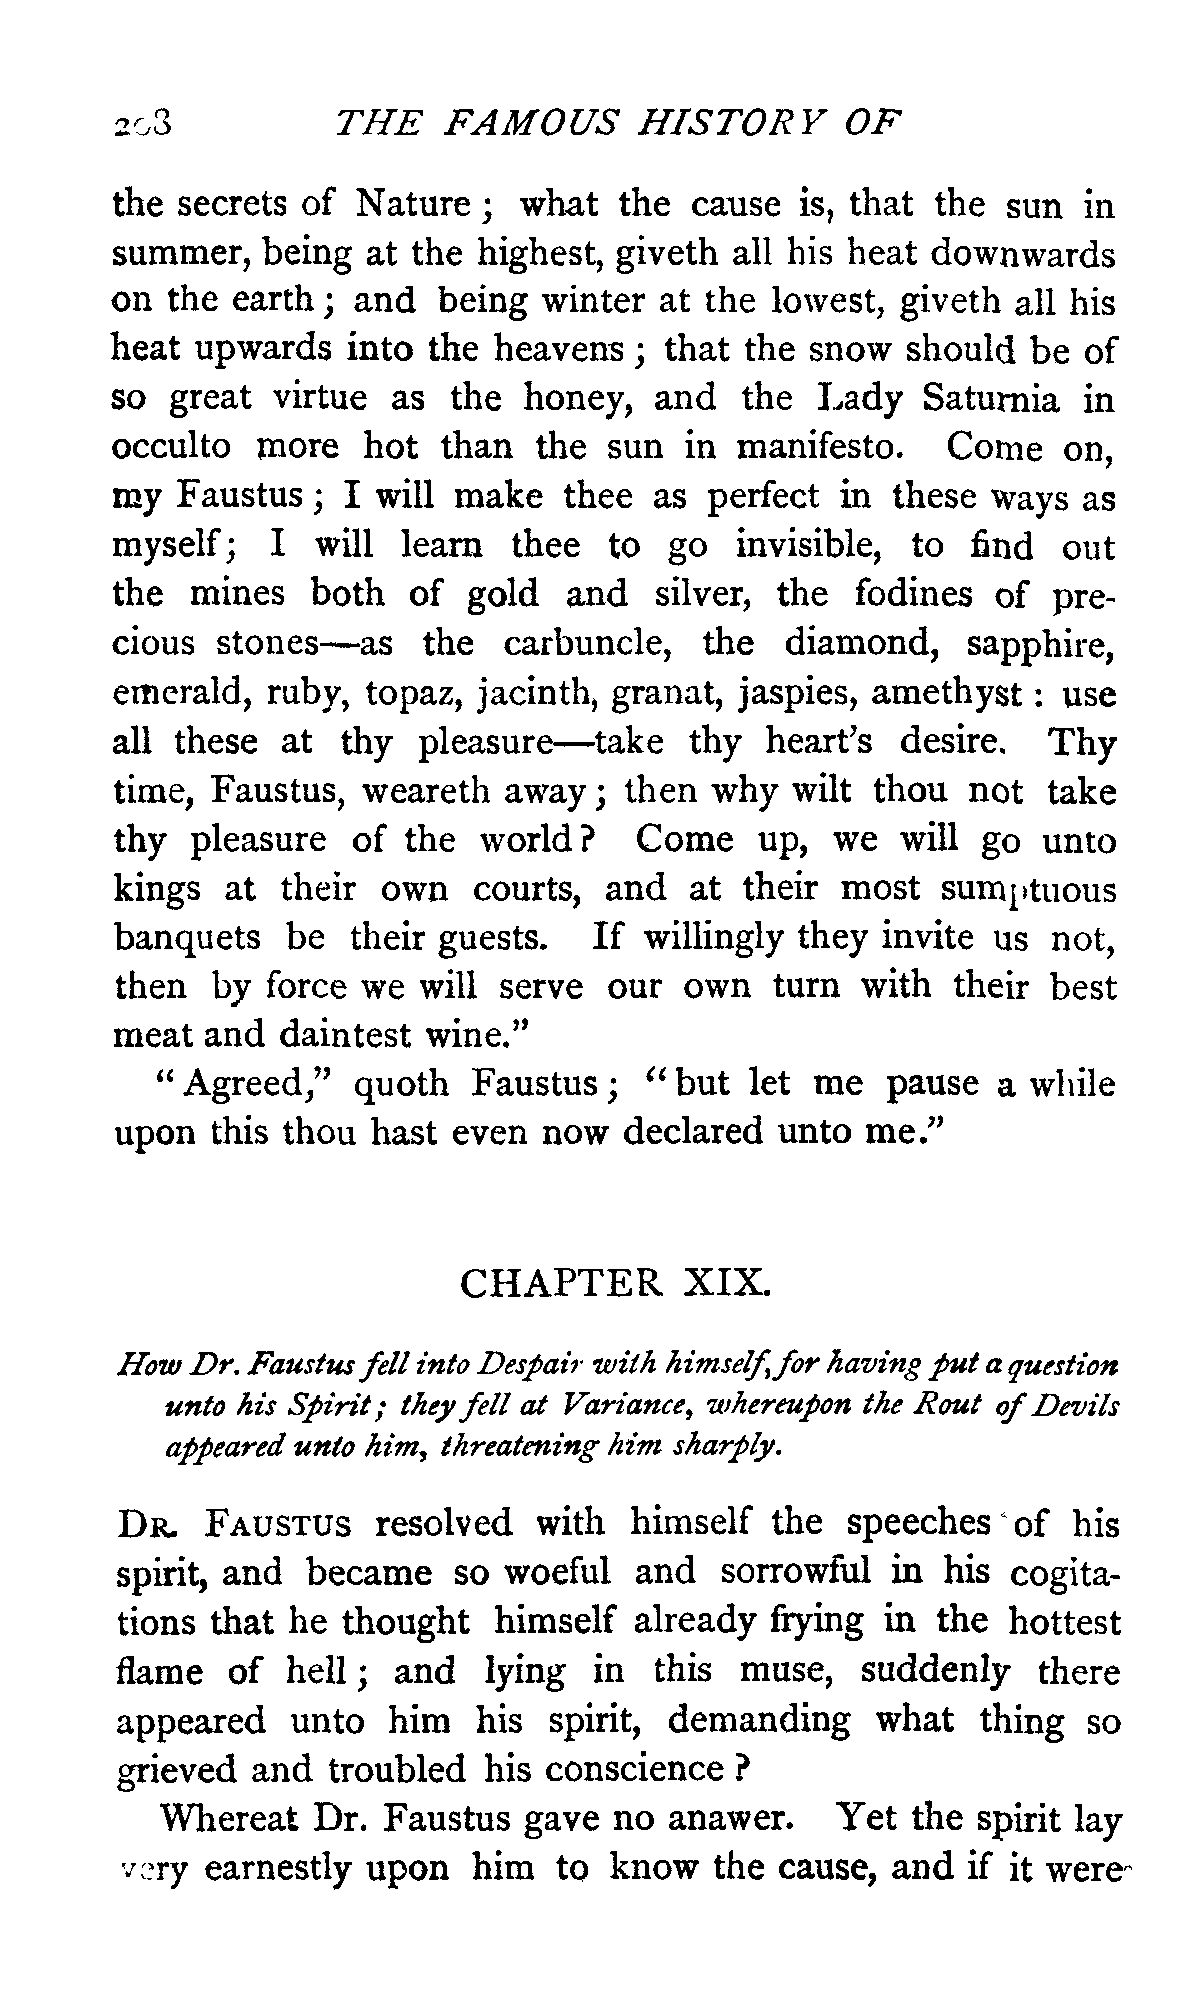 208 THE FAMOUS HISTORY OF
the secrets of Nature ; what the cause is, that the sun in
summer, being at the highest, giveth all his heat downwards
on the earth ; and being winter at the lowest, giveth all his
heat upwards into the heavens ; that the snow should be of
so great virtue as the honey, and the Lady Saturnia in
occulto more hot than the sun in manifesto. Come on,
my Faustus ; I will make thee as perfect in these ways as
myself; I will learn thee to go invisible, to find out
the mines both of gold and silver, the fodines of pre-
cious stones—as the carbuncle, the diamond, sapphire,
emerald, ruby, topaz, jacinth, granat, jaspies, amethyst : use
all these at thy pleasure—take thy heart's desire. Thy
time, Faustus, weareth away ; then why wilt thou not take
thy pleasure of the world? Come up, we will go unto
kings at their own courts, and at their most sumptuous
banquets be their guests. If willingly they invite us not,
then by force we will serve our own turn with their best
meat and daintest wine."
"Agreed," quoth Faustus ; "but let me pause a while
upon this thou hast even now declared unto me."
CHAPTER XIX.
How Dr. Faustus fell into Despair with himself, for having put a question
unto his Spirit; they fell at Variance, whereupon the Rout of Devils
appeared unto him, threatening him sharply.
DR. FAUSTUS resolved with himself the speeches of his
spirit, and became so woeful and sorrowful in his cogita-
tions that he thought himself already frying in the hottest
flame of hell ; and lying in this muse, suddenly there
appeared unto him his spirit, demanding what thing so
grieved and troubled his conscience ?
Whereat Dr. Faustus gave no anawer. Yet the spirit lay
very earnestly upon him to know the cause, and if it were